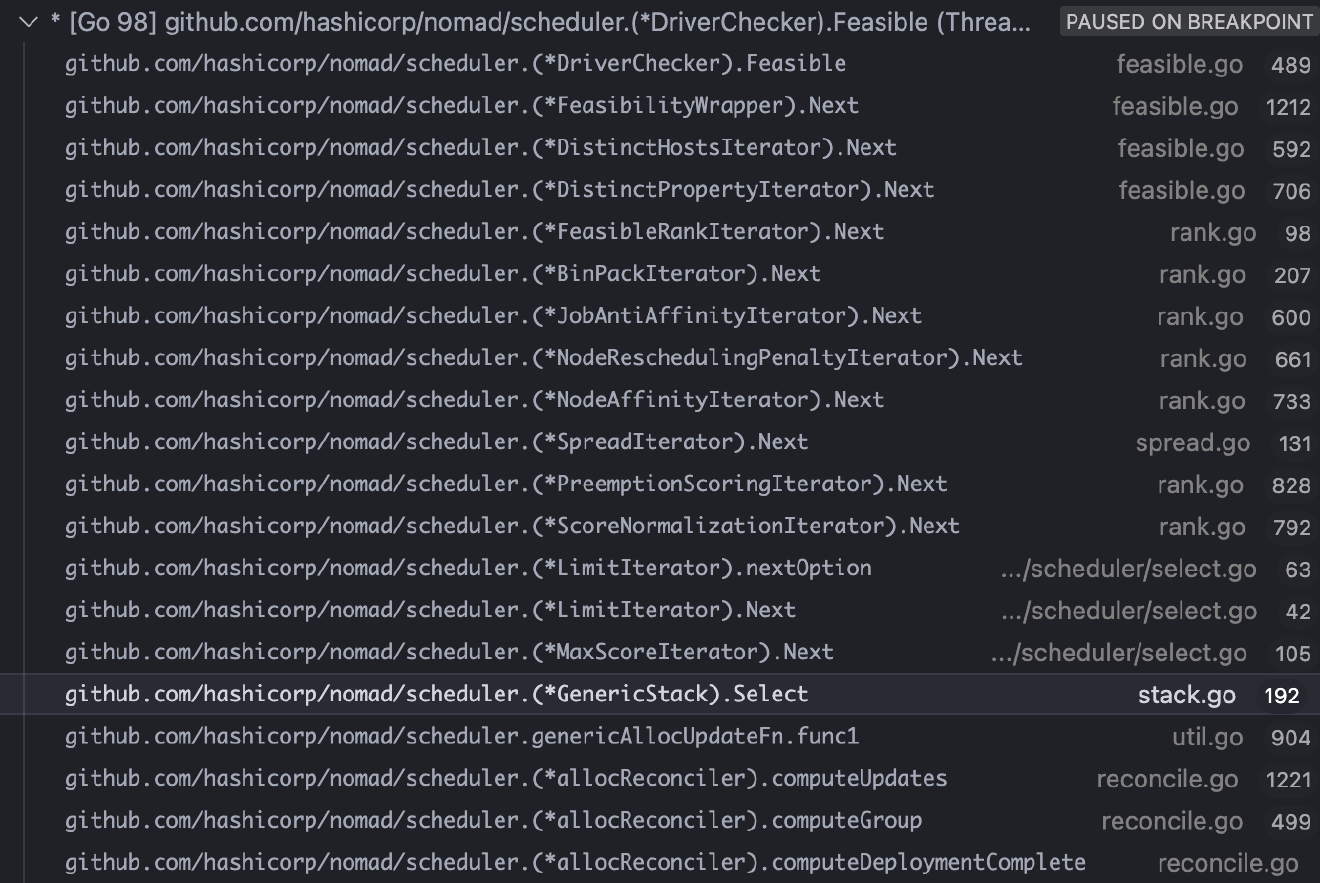 * [Go 98] github.com/hashicorp/nomad/scheduler.(*DriverChecker).Feasible (Threa... PAUSED ON BREAKPOINT
github.com/hashicorp/nomad/scheduler.(*DriverChecker).Feasible feasible.go 489
github.com/hashicorp/nomad/scheduler.(*FeasibilityWrapper).Next feasible.go 1212
github.com/hashicorp/nomad/scheduler.(*DistinctHostsIterator).Next feasible.go 592
github.com/hashicorp/nomad/scheduler.(*DistinctPropertyIterator).Next feasible.go 706
github.com/hashicorp/nomad/scheduler.(*FeasibleRankIterator).Next rank.go 98
github.com/hashicorp/nomad/scheduler.(*BinPackIterator).Next rank.go 207
github.com/hashicorp/nomad/scheduler.(*JobAntiAffinityIterator).Next rank.go 600
github.com/hashicorp/nomad/scheduler.(*NodeReschedulingPenaltyIterator).Next rank.go 661
github.com/hashicorp/nomad/scheduler.(*NodeAffinityIterator).Next rank.go 733
github.com/hashicorp/nomad/scheduler.(*SpreadIterator).Next spread.go 131
github.com/hashicorp/nomad/scheduler.(*PreemptionScoringIterator).Next rank.go 828
github.com/hashicorp/nomad/scheduler.(*ScoreNormalizationIterator).Next rank.go 792
github.com/hashicorp/nomad/scheduler.(*LimitIterator).nextOption .../scheduler/select.go 63
github.com/hashicorp/nomad/scheduler.(*LimitIterator).Next .../scheduler/select.go 42
github.com/hashicorp/nomad/scheduler.(*MaxScoreIterator).Next .../scheduler/select.go 105
github.com/hashicorp/nomad/scheduler.(*GenericStack).Select stack.go 192
github.com/hashicorp/nomad/scheduler.genericAllocUpdateFn.func1 util.go 904
github.com/hashicorp/nomad/scheduler.(*allocReconciler).computeUpdates reconcile.go 1221
github.com/hashicorp/nomad/scheduler.(*allocReconciler).computeGroup reconcile.go 499
github.com/hashicorp/nomad/scheduler.(*allocReconciler).computeDeploymentComplete reconcile.go